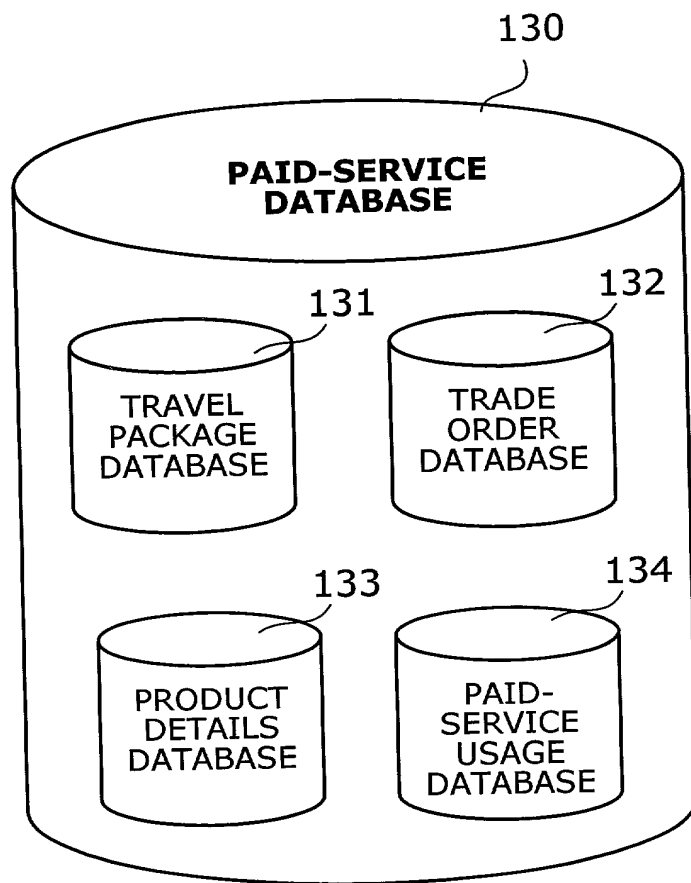 130
PAID-SERVICE
DATABASE
131
TRAVEL
PACKAGE
DATABASE
132
TRADE
ORDER
DATABASE
133
PRODUCT
DETAILS
DATABASE
134
PAID-
SERVICE
USAGE
DATABASE